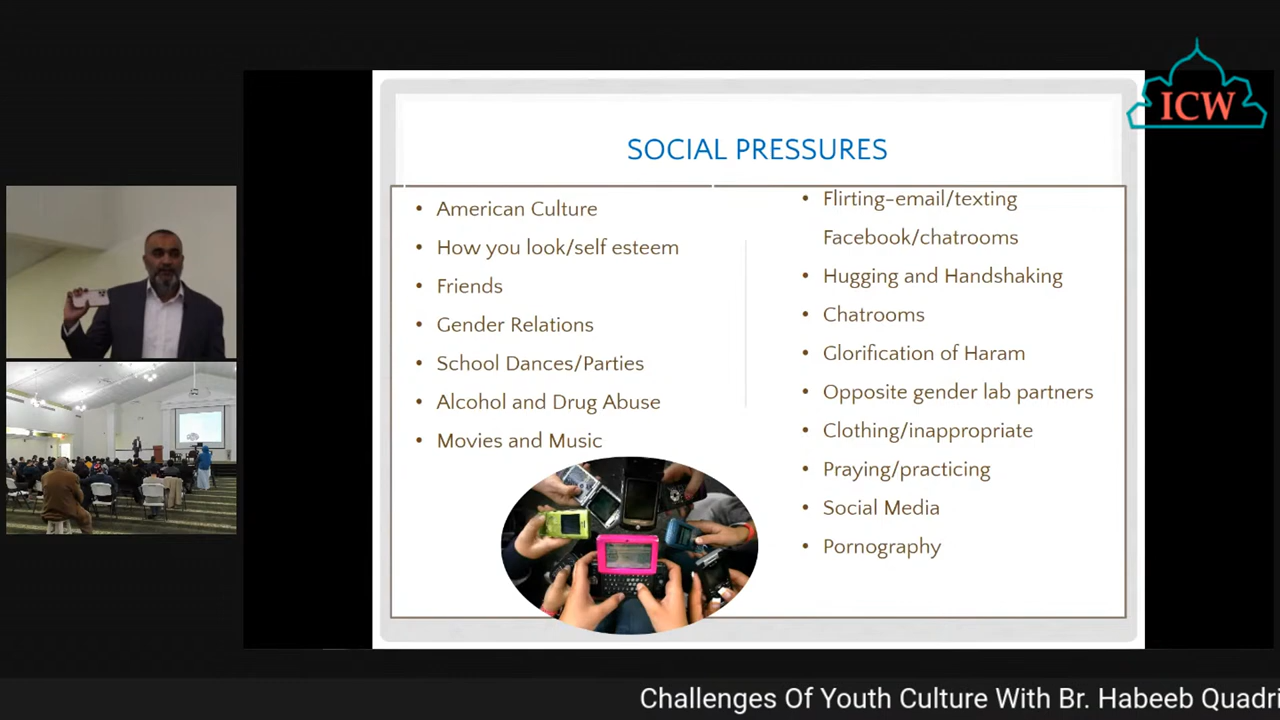 ICW
SOCIAL PRESSURES
American Culture
How you look/self esteem
Friends
Gender Relations
School Dances/Parties
Alcohol and Drug Abuse
Movies and Music
Flirting-email/texting
Facebook/chatrooms
Hugging and Handshaking
Chatrooms
Glorification of Haram
Opposite gender lab partners
Clothing/inappropriate
Praying/practicing
Social Media
Pornography
Challenges Of Youth Culture With Br. Habeeb Quadri